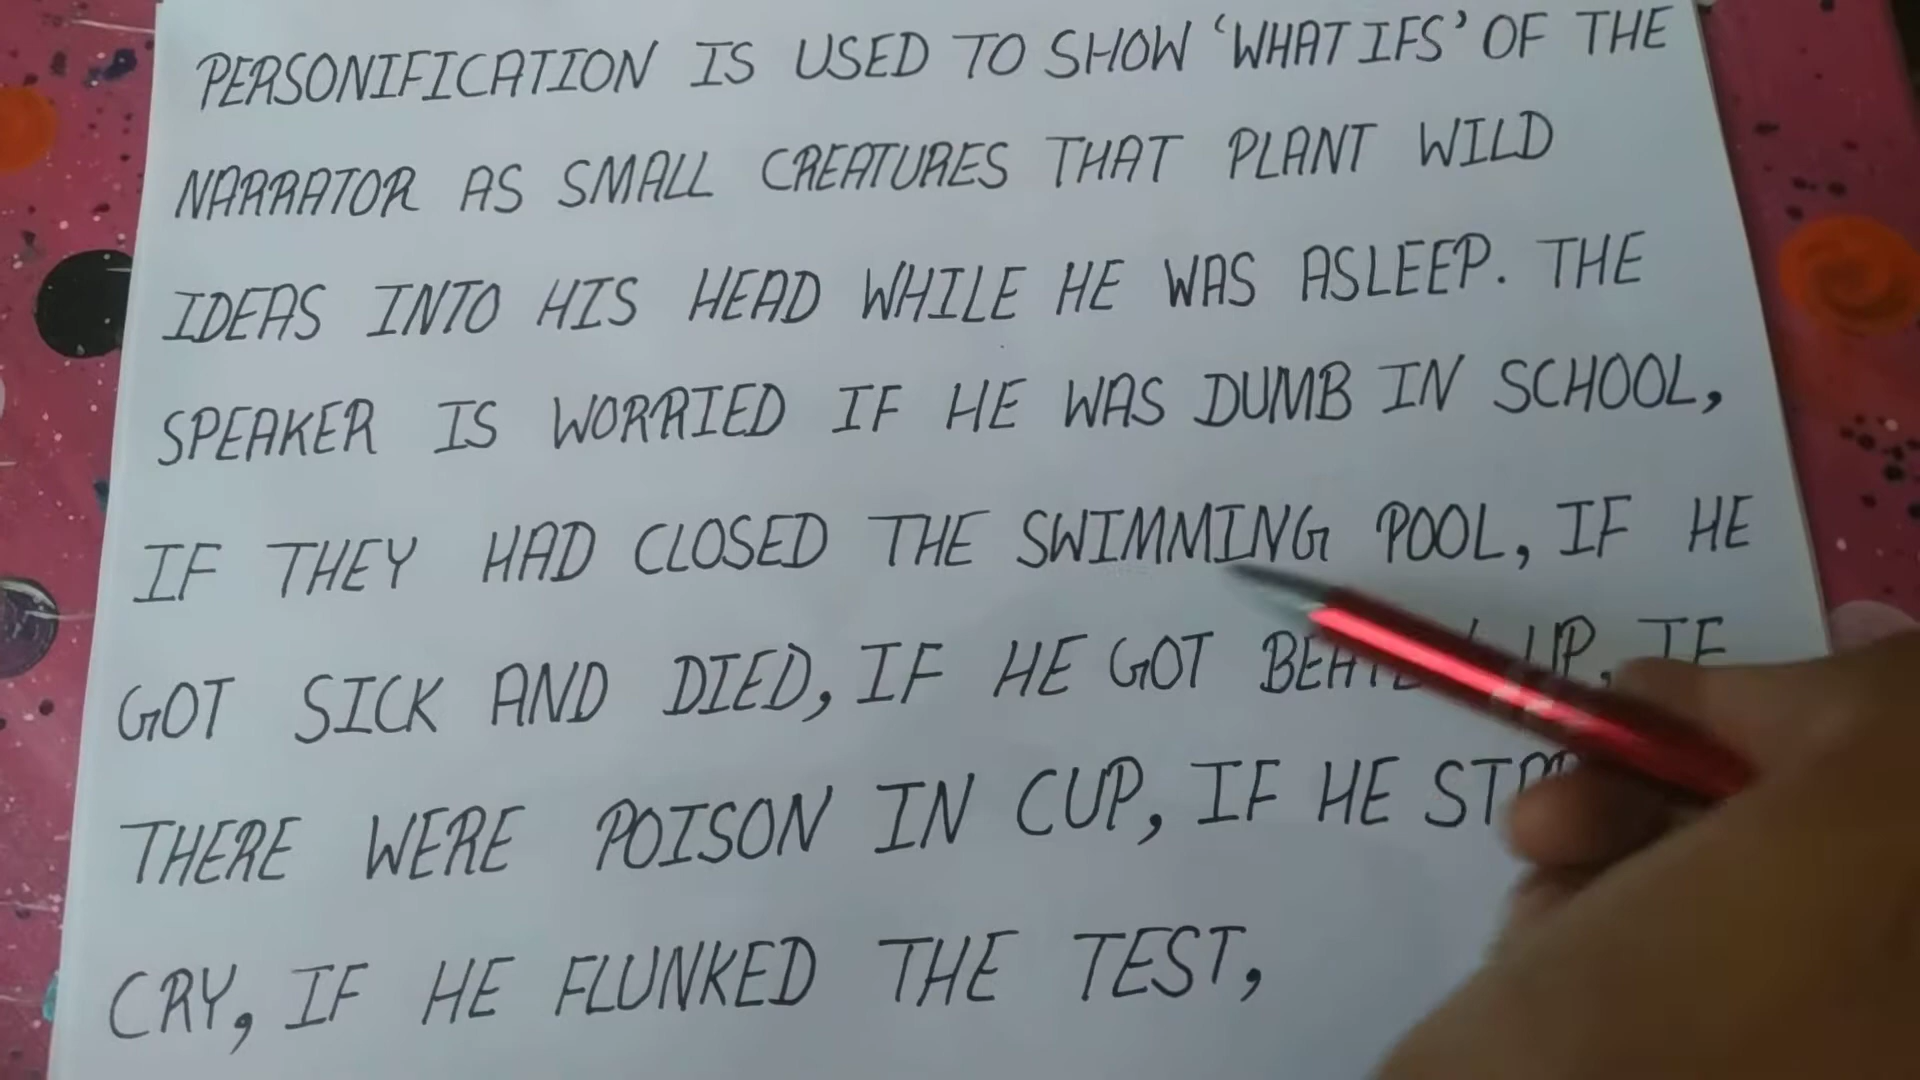 PERSONIFICATION IS USED TO SHOW 'WHAT IFS' OF THE
NARRATOR AS SMALL CREATURES THAT PLANT WILD
IDEAS INTO HIS HEAD WHILE HE WAS ASLEEP. THE
SPEAKER IS WORRIED IF HE WAS DUMB IN SCHOOL,
IF THEY HAD CLOSED THE SWIMMING POOL, IF HE
GOT SICK AND DIED, IF HE GOT UP, IF
THERE WERE POISON IN CUP, IF HE
CRY, IF HE FLUNKED THE TEST,